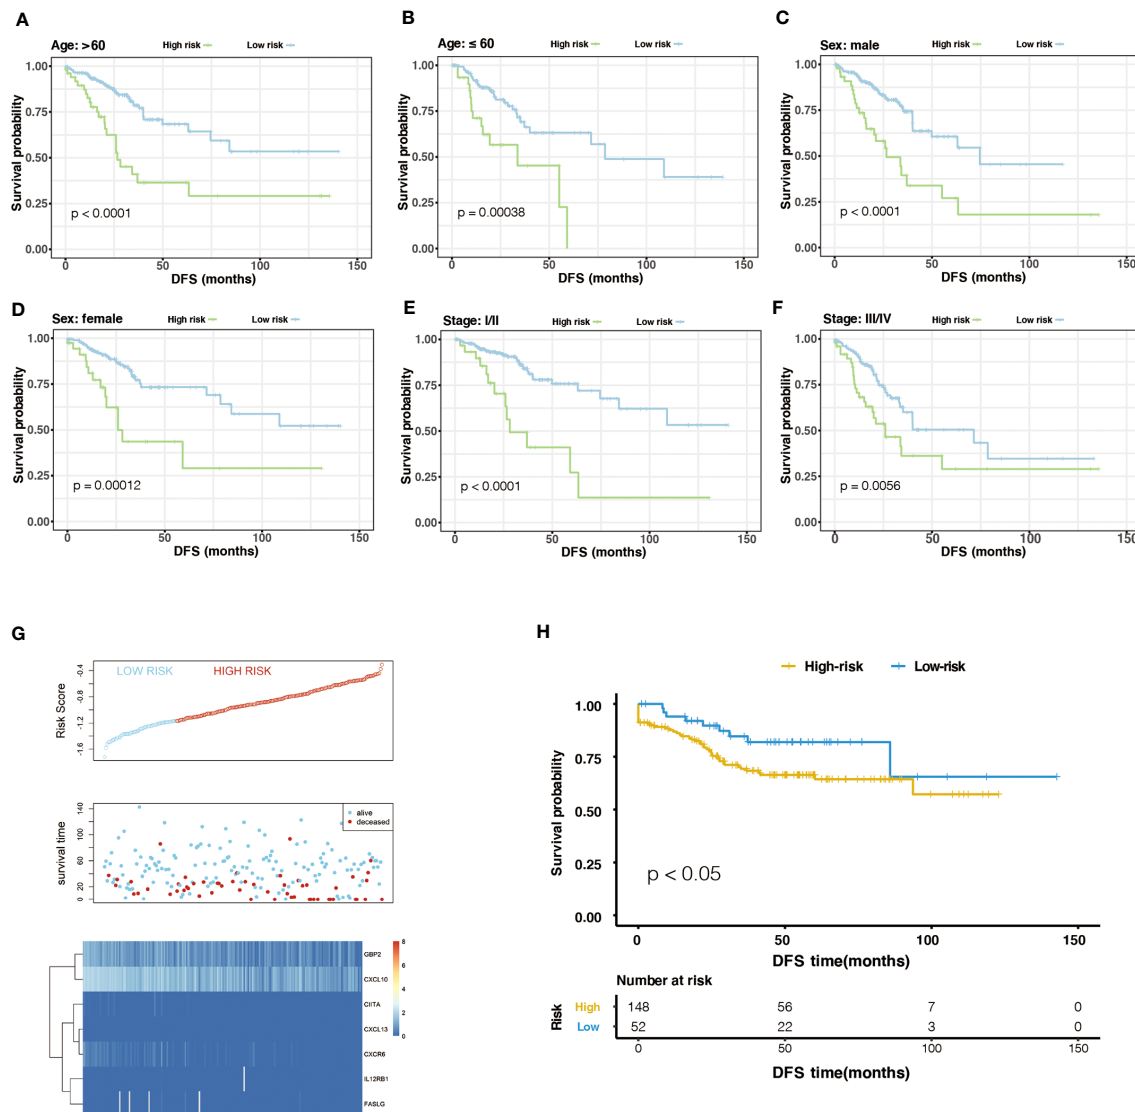 A
Age: >60
High risk
Low risk
Survival probability
1.00
0.75
0.50
0.25
0.00
p < 0.0001
0
50
100
150
DFS (months)
B
Age: ≤ 60
High risk
Low risk
Survival probability
1.00
0.75
0.50
0.25
0.00
p = 0.00038
0
50
100
150
DFS (months)
C
Sex: male
High risk
Low risk
Survival probability
1.00
0.75
0.50
0.25
0.00
p < 0.0001
0
50
100
150
DFS (months)
D
Sex: female
High risk
Low risk
Survival probability
1.00
0.75
0.50
0.25
0.00
p = 0.00012
0
50
100
150
DFS (months)
E
Stage: I/II
High risk
Low risk
Survival probability
1.00
0.75
0.50
0.25
0.00
p < 0.0001
0
50
100
150
DFS (months)
F
Stage: III/IV
High risk
Low risk
Survival probability
1.00
0.75
0.50
0.25
0.00
p = 0.0056
0
50
100
150
DFS (months)
G
LOW RISK
HIGH RISK
Risk Score
-0.4
-0.8
-1.2
-1.6
survival time
140
100
60
20
0
alive
deceased
GBP2
CXCL10
CIITA
CXCL13
CXCR6
IL12RB1
FASLG
8
6
4
2
0
H
High-risk
Low-risk
Survival probability
1.00
0.75
0.50
0.25
0.00
p < 0.05
0
50
100
150
DFS time(months)
Number at risk
Risk
High 148 56 7 0
Low 52 22 3 0
0
50
100
150
DFS time(months)